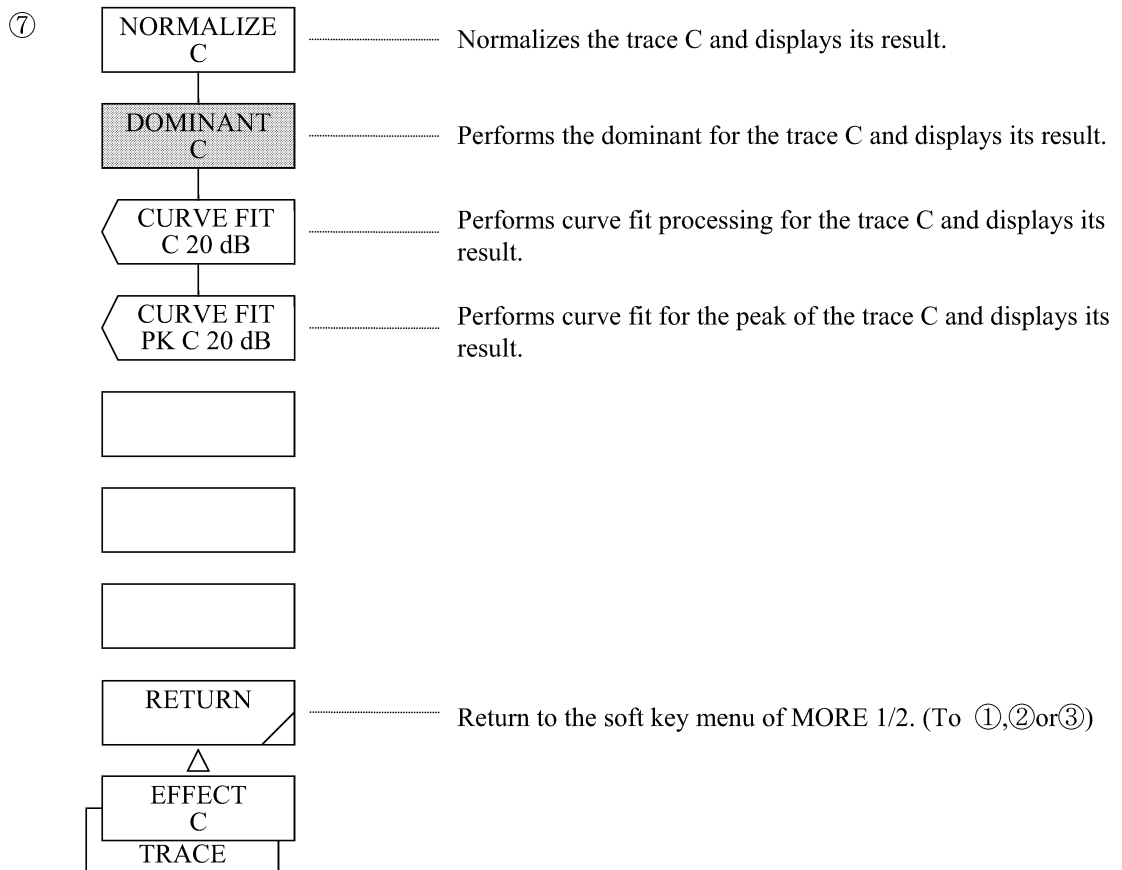 ⑦
NORMALIZE
C
Normalizes the trace C and displays its result.
DOMINANT
C
Performs the dominant for the trace C and displays its result.
CURVE FIT
C 20 dB
Performs curve fit processing for the trace C and displays its
result.
CURVE FIT
PK C 20 dB
Performs curve fit for the peak of the trace C and displays its
result.
RETURN
Return to the soft key menu of MORE 1/2. (To ①,②or③)
EFFECT
C
TRACE